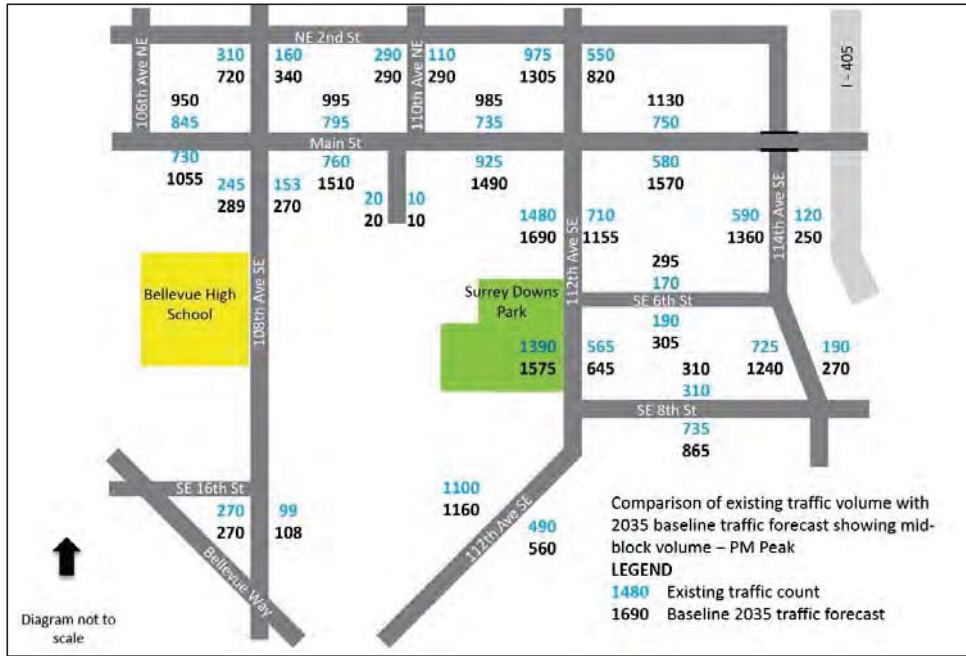 NE 2nd St
106th Ave NE
310 160 290 110 975 550
720 340 290 290 1305 820
110th Ave NE
I - 405
950 995 985 1130
845 795 735 750
Main St
730 760 925 580
1055 1510 1490 1570
245 153
289 270
20 10
20 10
1480 710 590 120
1690 1155 1360 250
112th Ave SE
114th Ave SE
295
170
SE 6th St
190
305
Bellevue High
School
108th Ave SE
Surrey Downs
Park
1390 565 725 190
1575 645 1240 270
310
310
SE 8th St
735
865
SE 16th St
270 99
270 108
Bellevue Way
1100
1160
490
560
112th Ave SE
Diagram not to
scale
Comparison of existing traffic volume with
2035 baseline traffic forecast showing mid-
block volume – PM Peak
LEGEND
1480 Existing traffic count
1690 Baseline 2035 traffic forecast